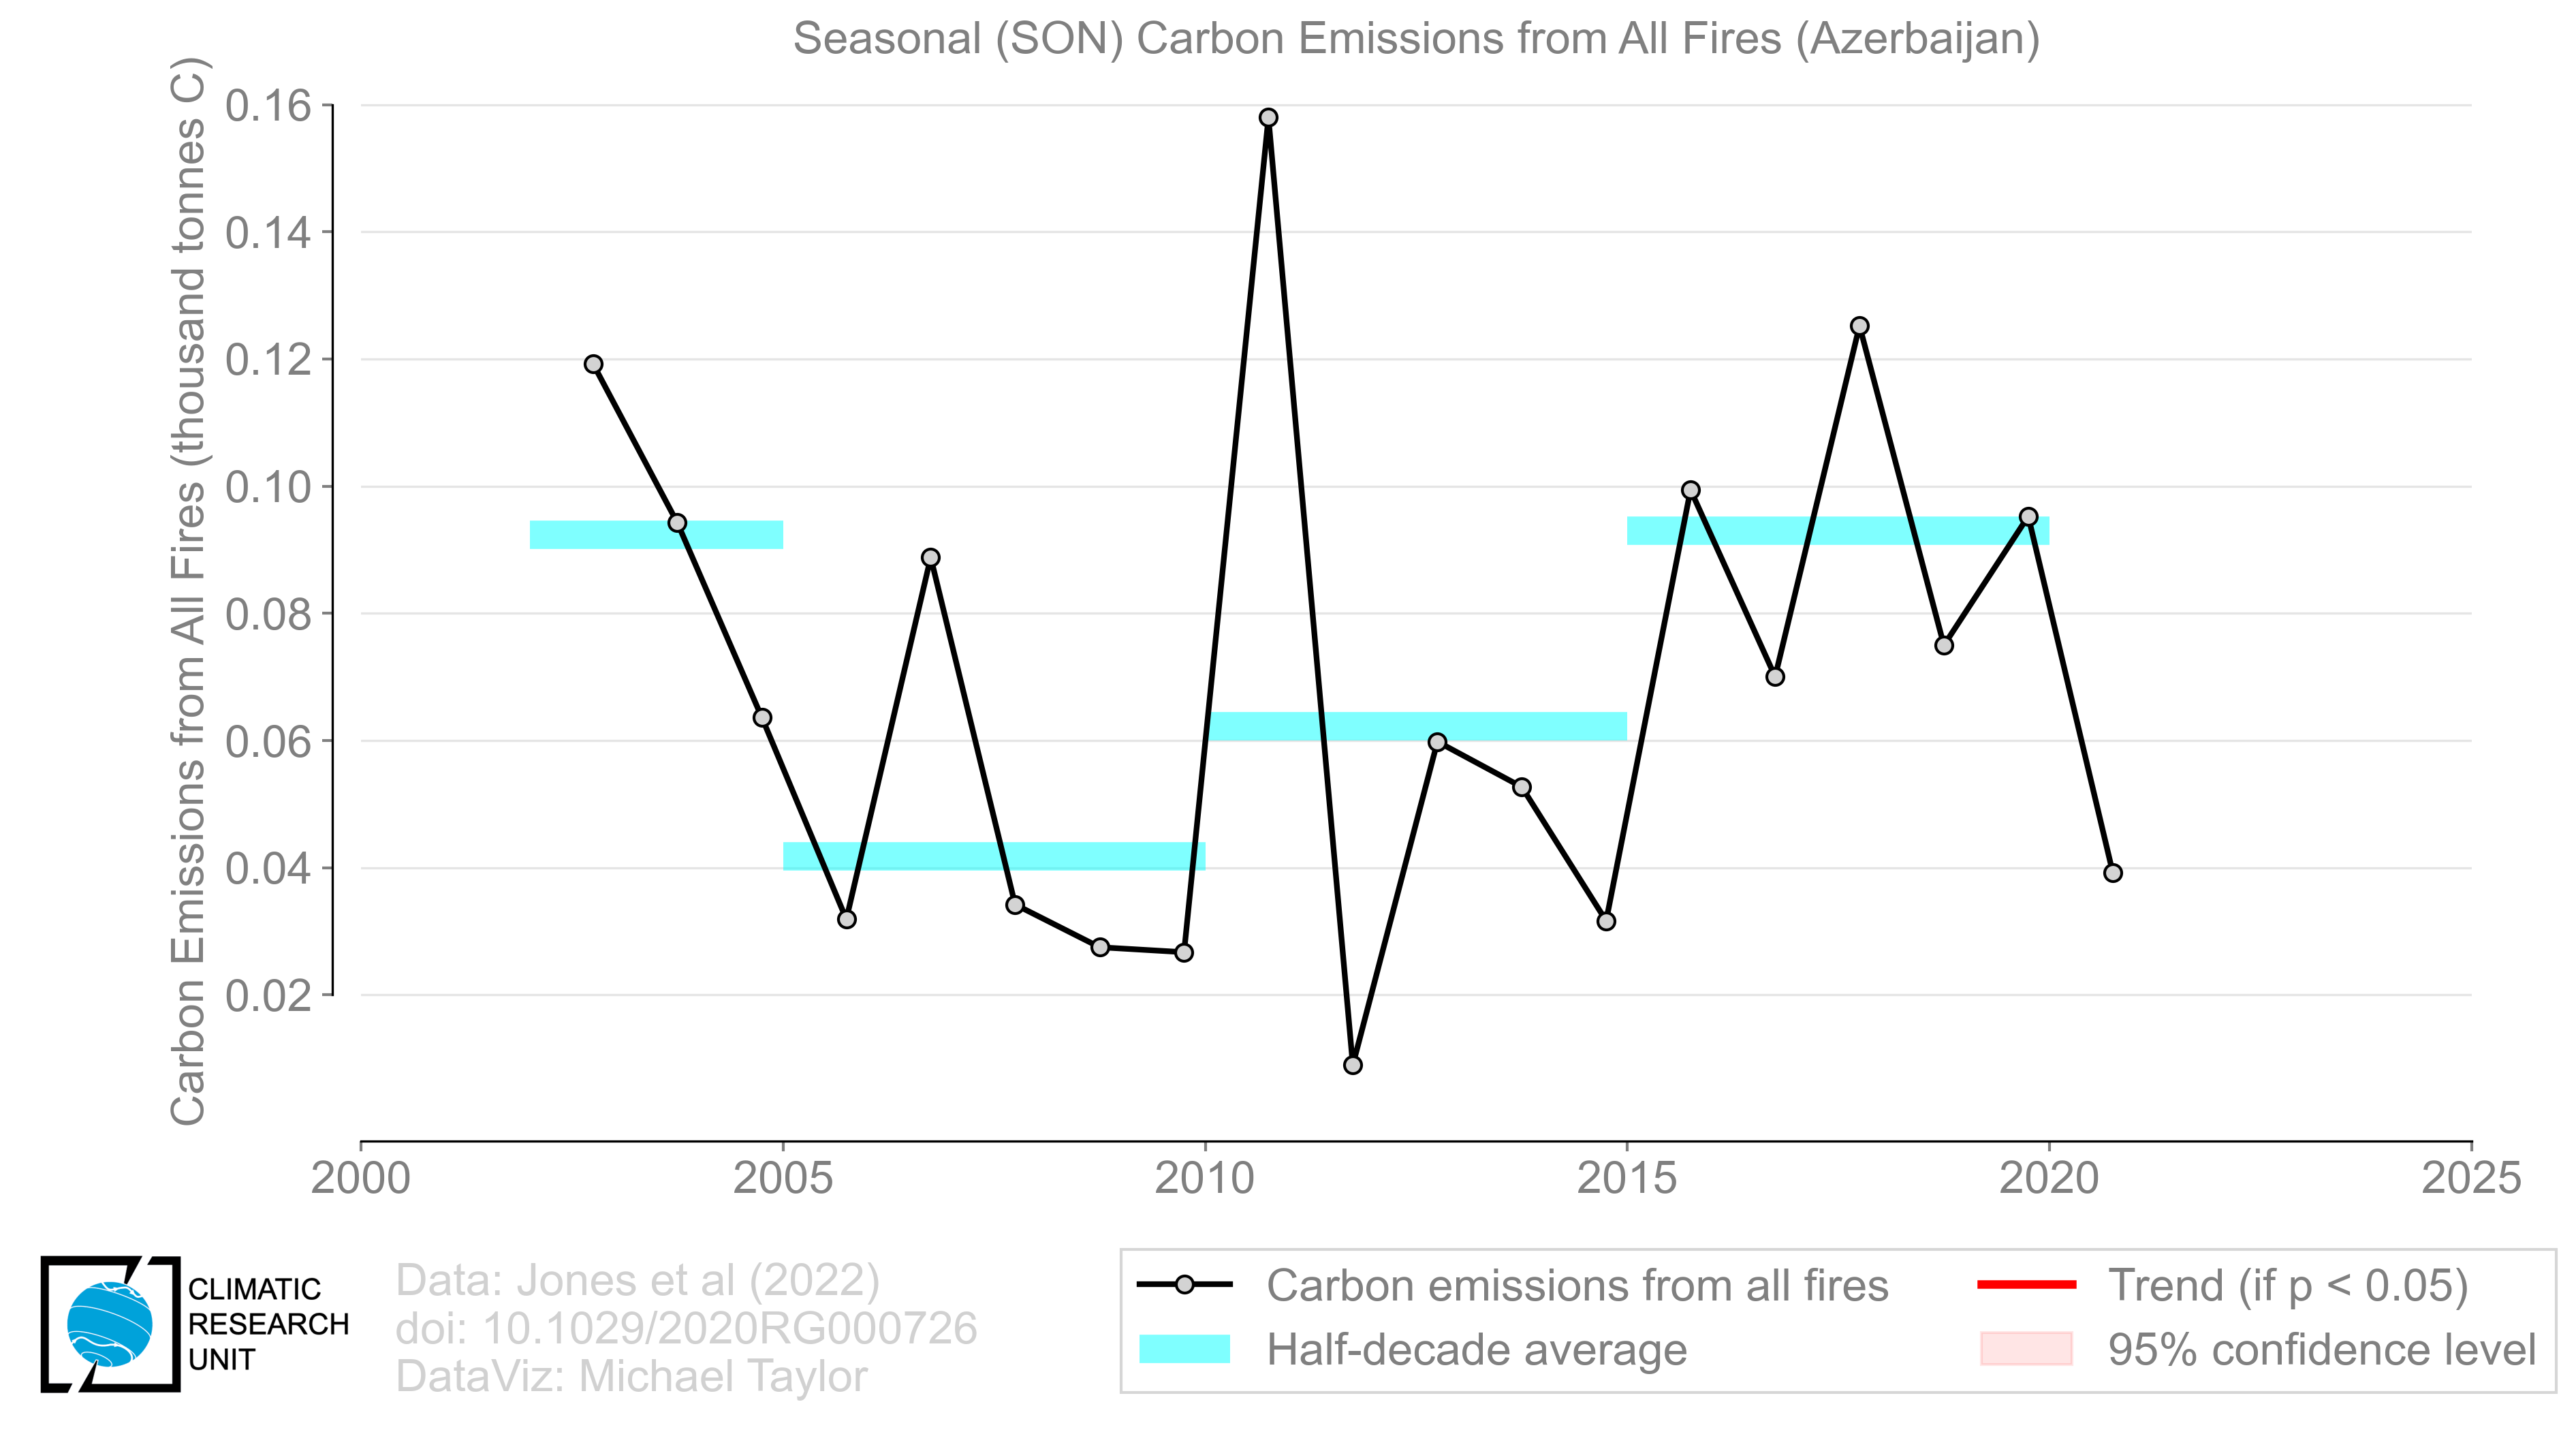 Seasonal (SON) Carbon Emissions from All Fires (Azerbaijan)
Carbon Emissions from All Fires (thousand tonnes C)
0.16
0.14
0.12
0.10
0.08
0.06
0.04
0.02
2000
2005
2010
2015
2020
2025
CLIMATIC
RESEARCH
UNIT
Data: Jones et al (2022)
doi: 10.1029/2020RG000726
DataViz: Michael Taylor
Carbon emissions from all fires
Half-decade average
Trend (if p < 0.05)
95% confidence level